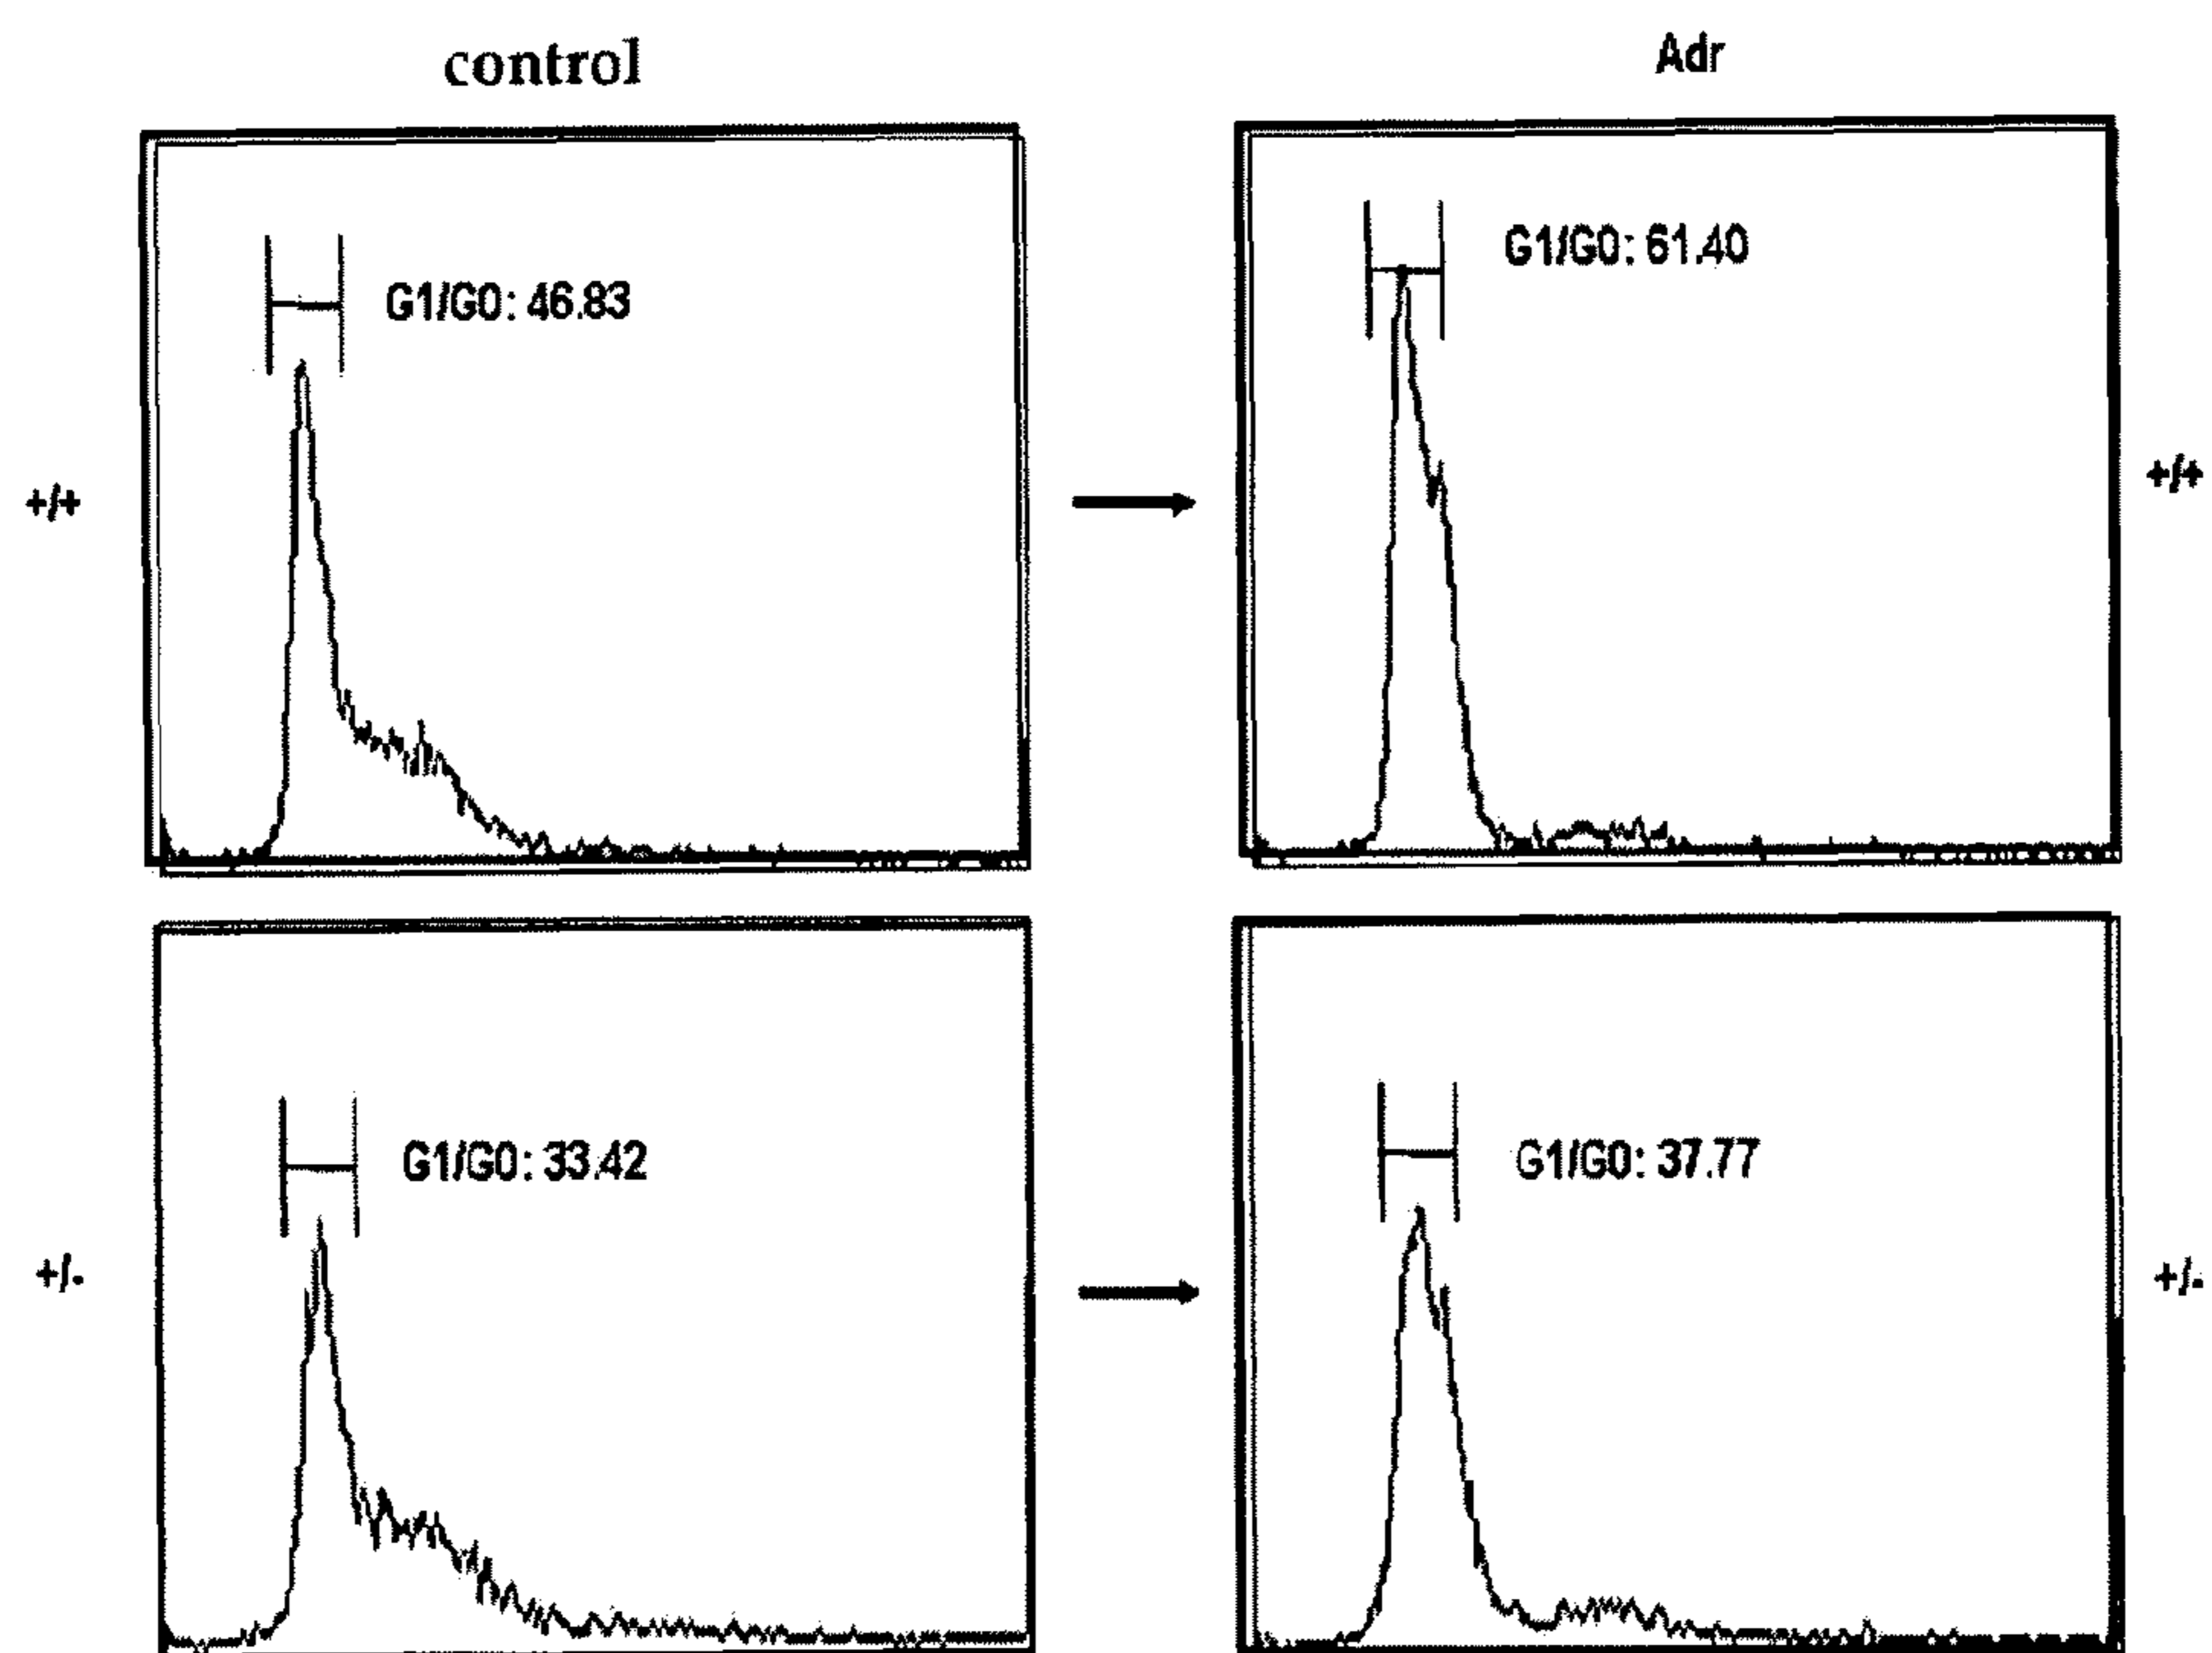 control
Adr
G1/G0: 46.83
G1/G0: 61.40
+/+
+/+
G1/G0: 33.42
G1/G0: 37.77
+/-
+/-